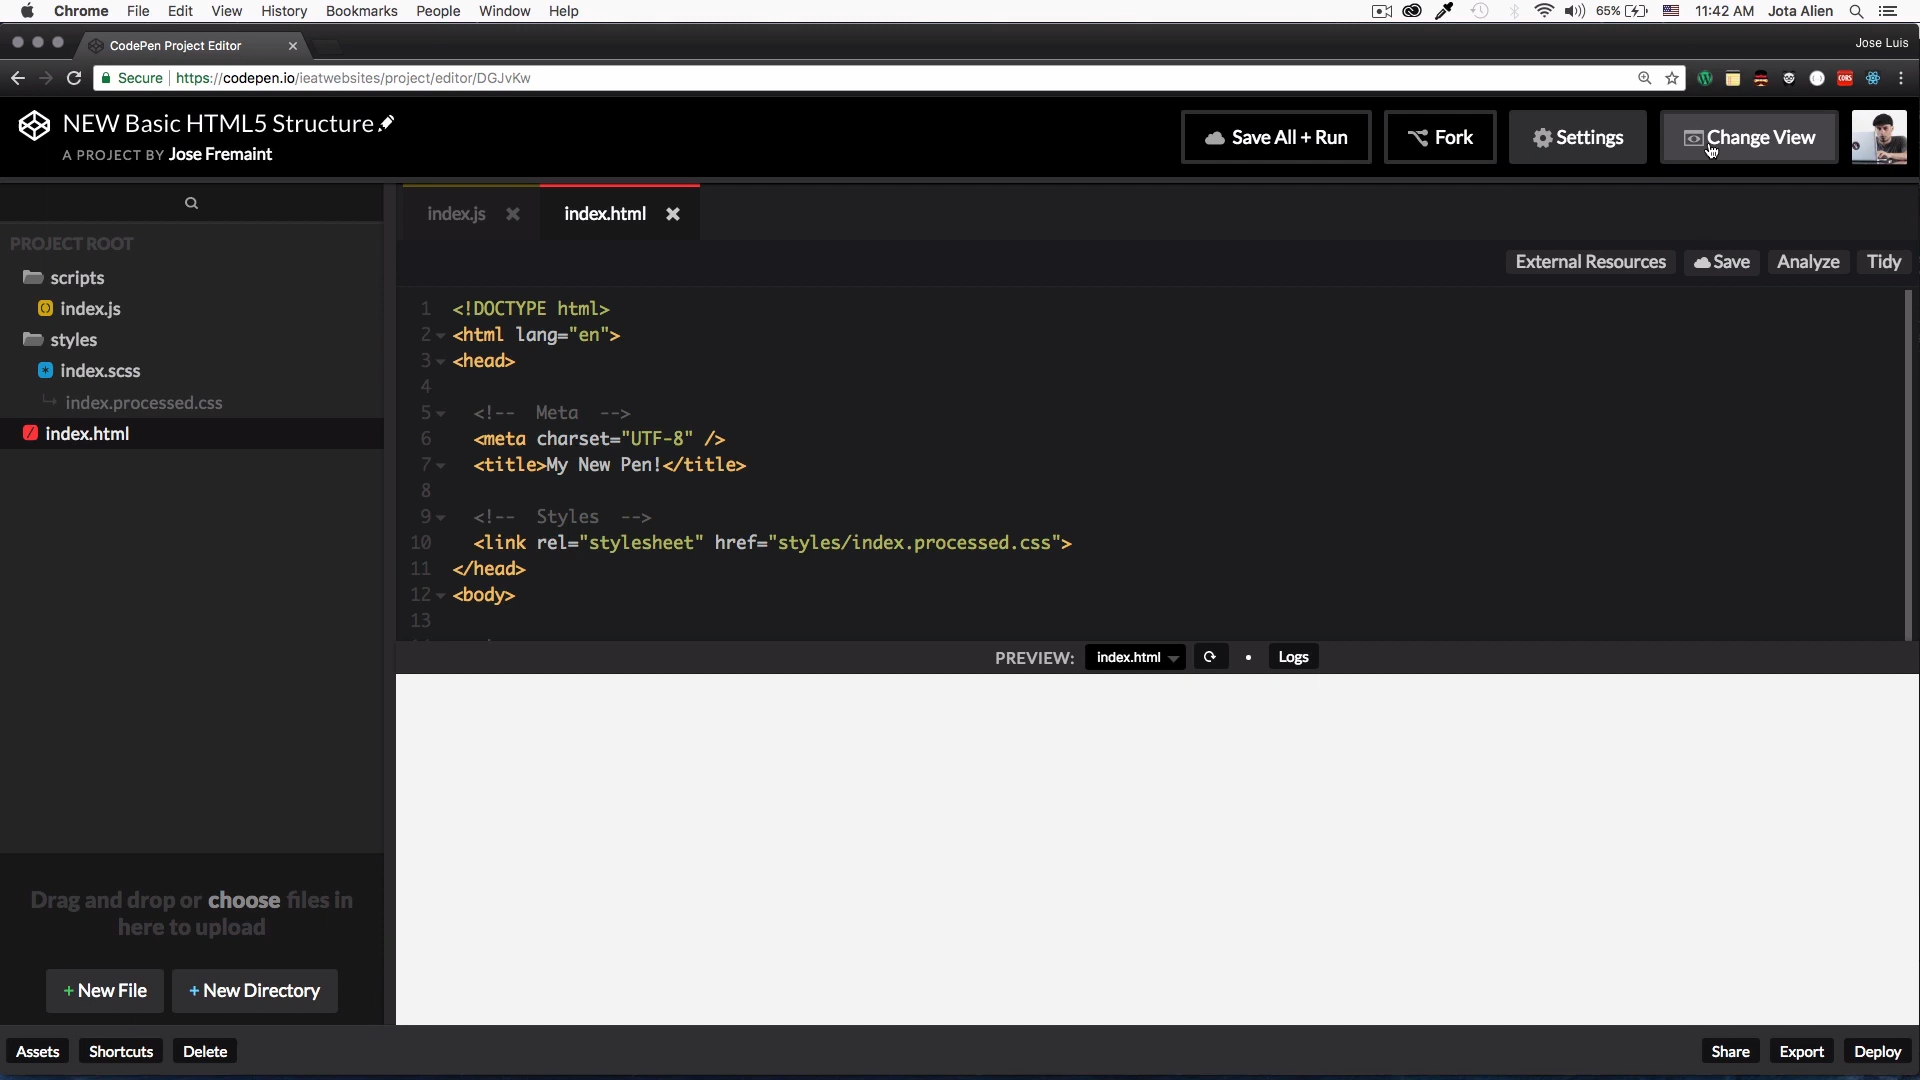 Chrome File Edit View History Bookmarks People Window Help
65% 11:42 AM Jota Alien
CodePen Project Editor
Jose Luis
Secure https://codepen.io/ieatwebsites/project/editor/DGJvKw
CORS
NEW Basic HTML5 Structure
A PROJECT BY Jose Fremaint
Save All + Run Fork Settings Change View
index.js index.html
PROJECT ROOT
scripts
index.js
styles
index.scss
index.processed.css
index.html
External Resources Save Analyze Tidy
1 <!DOCTYPE html>
2 <html lang="en">
3 <head>
4
5 <!-- Meta -->
6 <meta charset="UTF-8" />
7 <title>My New Pen!</title>
8
9 <!-- Styles -->
10 <link rel="stylesheet" href="styles/index.processed.css">
11 </head>
12 <body>
13
PREVIEW: index.html Logs
Drag and drop or choose files in
here to upload
+ New File + New Directory
Assets Shortcuts Delete
Share Export Deploy